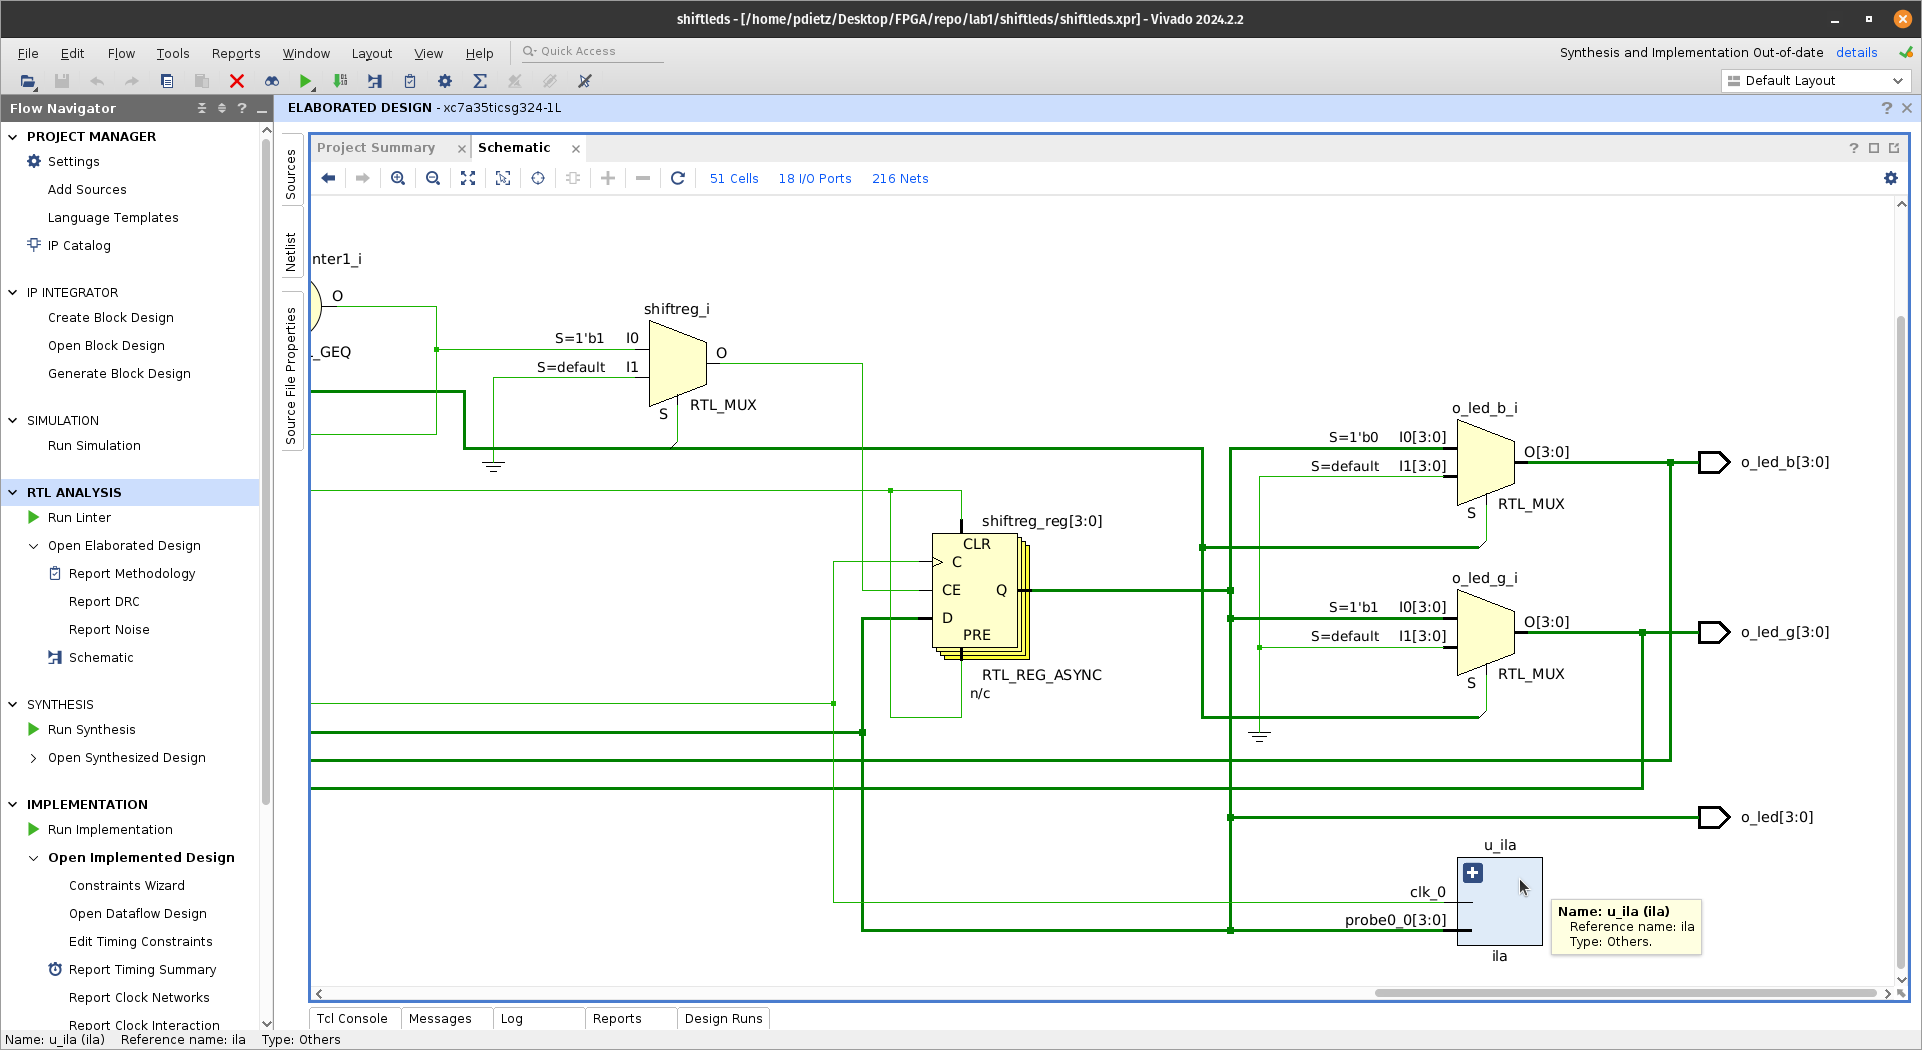 shiftleds - [/home/pdietz/Desktop/FPGA/repo/lab1/shiftleds/shiftleds.xpr] - Vivado 2024.2.2
File Edit Flow Tools Reports Window Layout View Help Quick Access
Synthesis and Implementation Out-of-date details
Default Layout
Flow Navigator
ELABORATED DESIGN - xc7a35ticsg324-1L
PROJECT MANAGER
Settings
Add Sources
Language Templates
IP Catalog
IP INTEGRATOR
Create Block Design
Open Block Design
Generate Block Design
SIMULATION
Run Simulation
RTL ANALYSIS
Run Linter
Open Elaborated Design
Report Methodology
Report DRC
Report Noise
Schematic
SYNTHESIS
Run Synthesis
Open Synthesized Design
IMPLEMENTATION
Run Implementation
Open Implemented Design
Constraints Wizard
Open Dataflow Design
Edit Timing Constraints
Report Timing Summary
Report Clock Networks
Report Clock Interaction
Sources
Netlist
Source File Properties
Project Summary Schematic
51 Cells 18 I/O Ports 216 Nets
nter1_i
O
_GEQ
shiftreg_i
S=1'b1 I0
S=default I1
O
S
RTL_MUX
shiftreg_reg[3:0]
CLR
C
CE
Q
D
PRE
RTL_REG_ASYNC
n/c
o_led_b_i
S=1'b0 I0[3:0]
S=default I1[3:0]
O[3:0]
S
RTL_MUX
o_led_b[3:0]
o_led_g_i
S=1'b1 I0[3:0]
S=default I1[3:0]
O[3:0]
S
RTL_MUX
o_led_g[3:0]
o_led[3:0]
u_ila
clk_0
probe0_0[3:0]
ila
Name: u_ila (ila)
Reference name: ila
Type: Others.
Tcl Console Messages Log Reports Design Runs
Name: u_ila (ila) Reference name: ila Type: Others